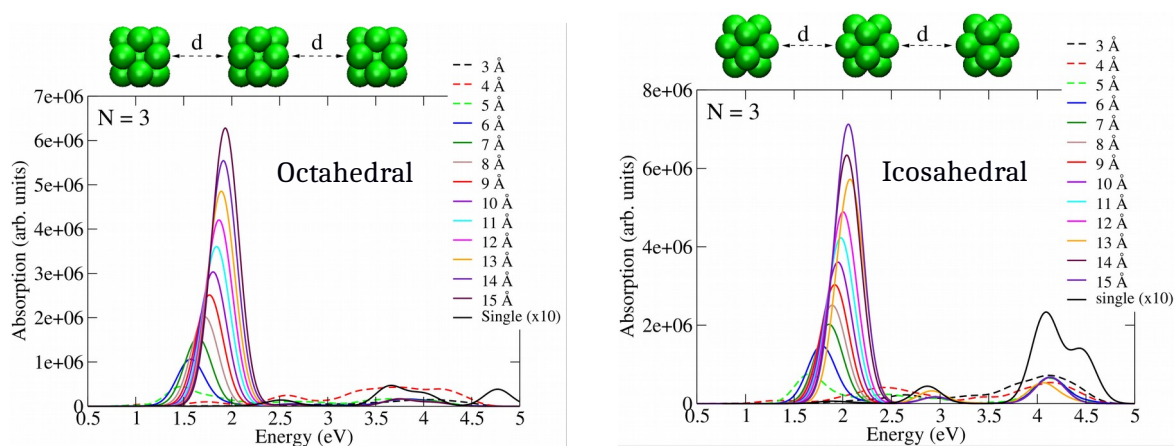 d
d
3 Å
4 Å
5 Å
6 Å
7 Å
8 Å
9 Å
10 Å
11 Å
12 Å
13 Å
14 Å
15 Å
Single (x10)
7e+06
6e+06
5e+06
4e+06
3e+06
2e+06
1e+06
0
N = 3
Octahedral
Absorption (arb. units)
0.5
1
1.5
2
2.5
3
3.5
4
4.5
5
Energy (eV)
d
d
3 Å
4 Å
5 Å
6 Å
7 Å
8 Å
9 Å
10 Å
11 Å
12 Å
13 Å
14 Å
15 Å
single (x10)
8e+06
6e+06
4e+06
2e+06
0
N = 3
Icosahedral
Absorption (arb. units)
0.5
1
1.5
2
2.5
3
3.5
4
4.5
5
Energy (eV)